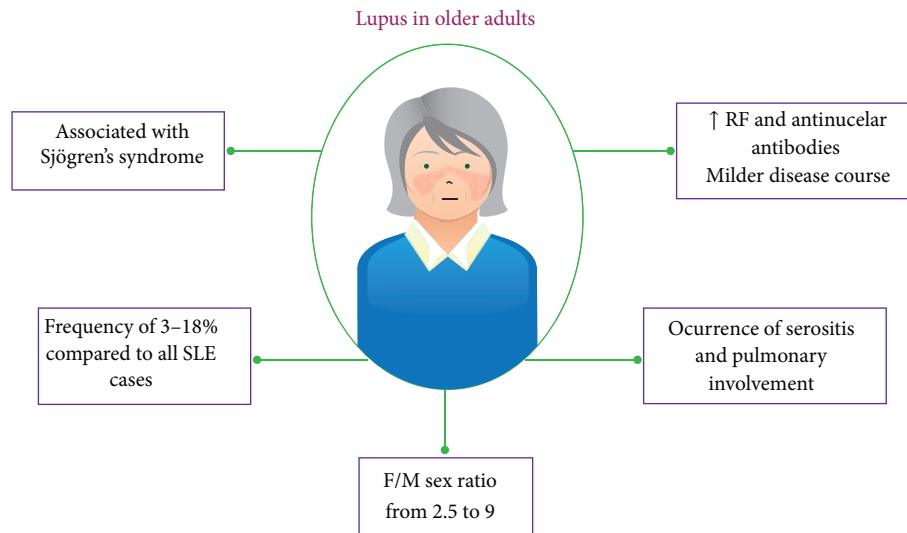 Lupus in older adults
Associated with
Sjögren's syndrome
↑ RF and antinucelar
antibodies
Milder disease course
Frequency of 3–18%
compared to all SLE
cases
Ocurrence of serositis
and pulmonary
involvement
F/M sex ratio
from 2.5 to 9